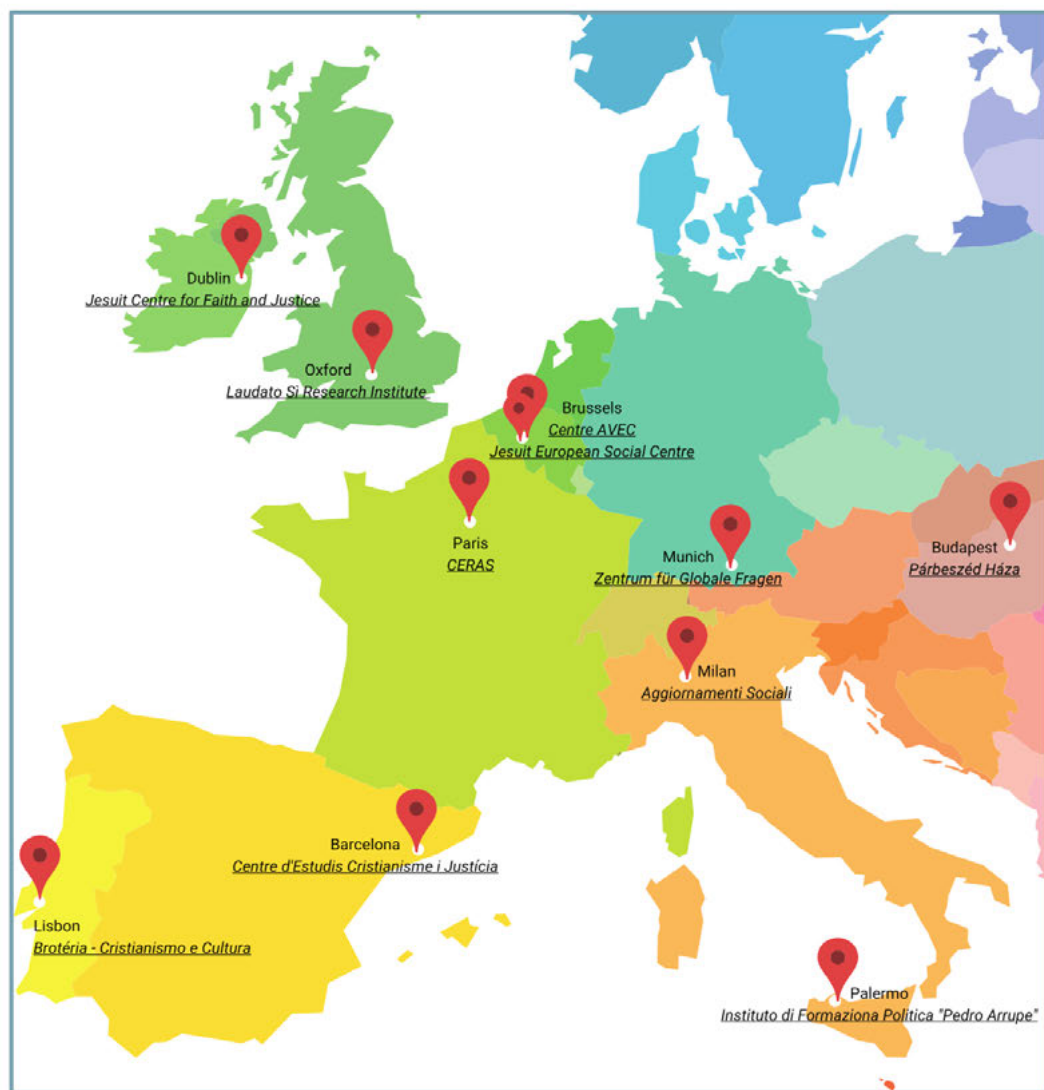 Dublin
Jesuit Centre for Faith and Justice
Oxford
Laudato Sì Research Institute
Brussels
Centre AVEC
Jesuit European Social Centre
Paris
CERAS
Munich
Zentrum für Globale Fragen
Budapest
Párbeszéd Háza
Milan
Aggiornamenti Sociali
Barcelona
Centre d'Estudis Cristianisme i Justícia
Lisbon
Brotéria - Cristianismo e Cultura
Palermo
Instituto di Formaziona Politica "Pedro Arrupe"